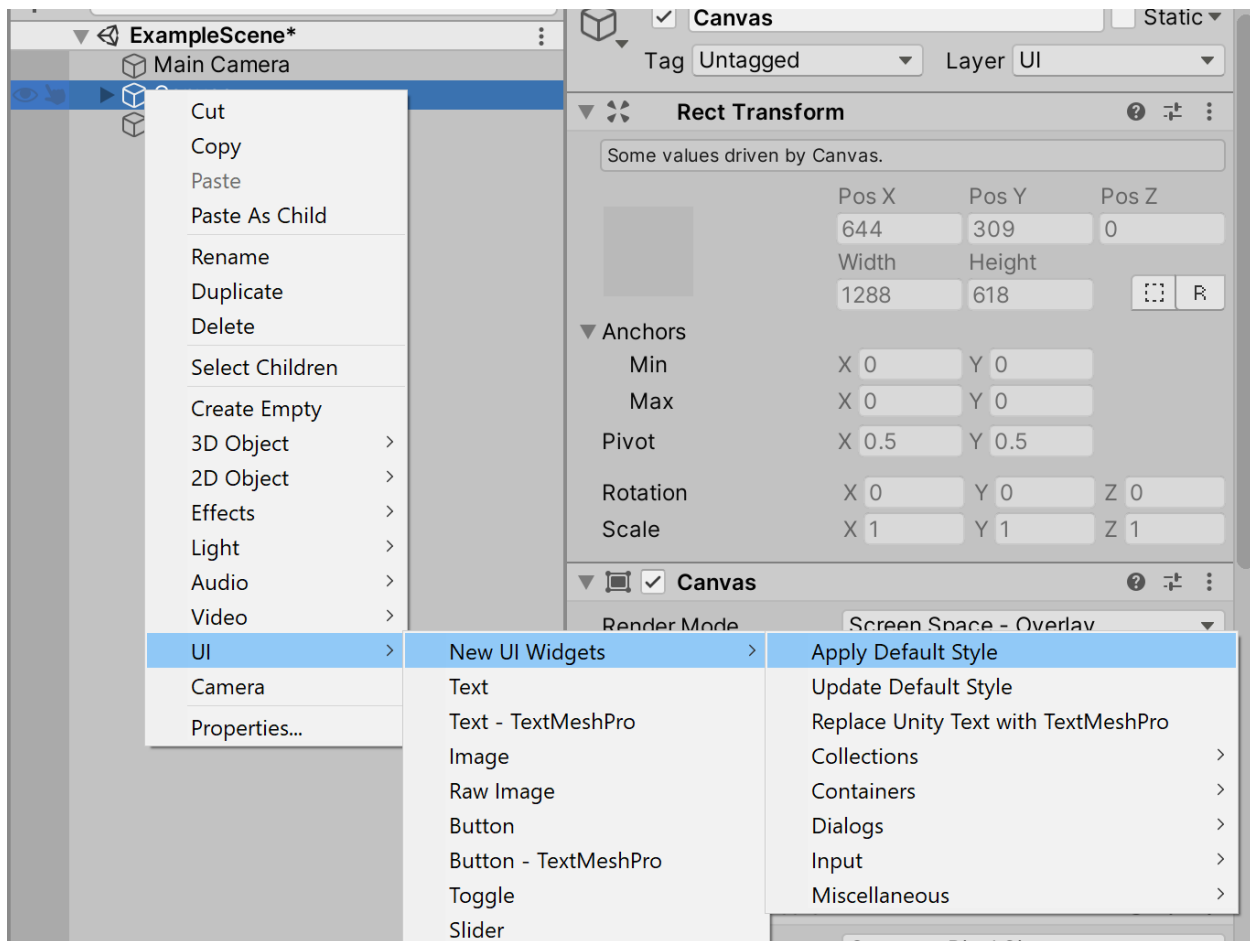 ExampleScene*
Main Camera
Cut
Copy
Paste
Paste As Child
Rename
Duplicate
Delete
Select Children
Create Empty
3D Object
2D Object
Effects
Light
Audio
Video
UI
Camera
Properties...
New UI Widgets
Text
Text - TextMeshPro
Image
Raw Image
Button
Button - TextMeshPro
Toggle
Slider
Apply Default Style
Update Default Style
Replace Unity Text with TextMeshPro
Collections
Containers
Dialogs
Input
Miscellaneous
Canvas Static
Tag Untagged Layer UI
Rect Transform
Some values driven by Canvas.
Pos X Pos Y Pos Z
644 309 0
Width Height
1288 618 R
Anchors
Min X 0 Y 0
Max X 0 Y 0
Pivot X 0.5 Y 0.5
Rotation X 0 Y 0 Z 0
Scale X 1 Y 1 Z 1
Canvas
Render Mode Screen Space - Overlay